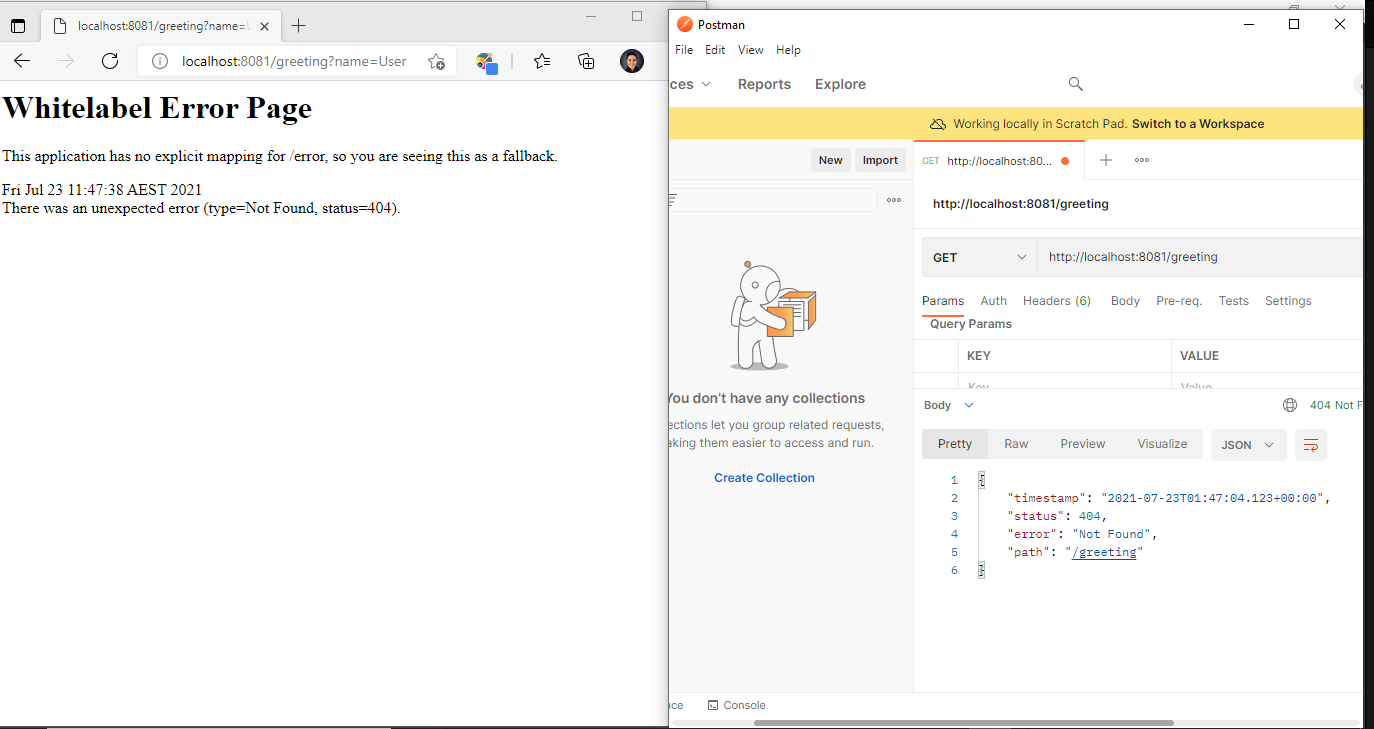 localhost:8081/greeting?name=U
localhost:8081/greeting?name=User
Whitelabel Error Page
This application has no explicit mapping for /error, so you are seeing this as a fallback.
Fri Jul 23 11:47:38 AEST 2021
There was an unexpected error (type=Not Found, status=404).
Postman
File Edit View Help
ces Reports Explore
Working locally in Scratch Pad. Switch to a Workspace
New Import
GET http://localhost:80...
http://localhost:8081/greeting
GET http://localhost:8081/greeting
Params Auth Headers (6) Body Pre-req. Tests Settings
Query Params
KEY VALUE
Key Value
You don't have any collections
ections let you group related requests,
aking them easier to access and run.
Create Collection
Body 404 Not F
Pretty Raw Preview Visualize JSON
1 {
2 "timestamp": "2021-07-23T01:47:04.123+00:00",
3 "status": 404,
4 "error": "Not Found",
5 "path": "/greeting"
6 }
ce Console